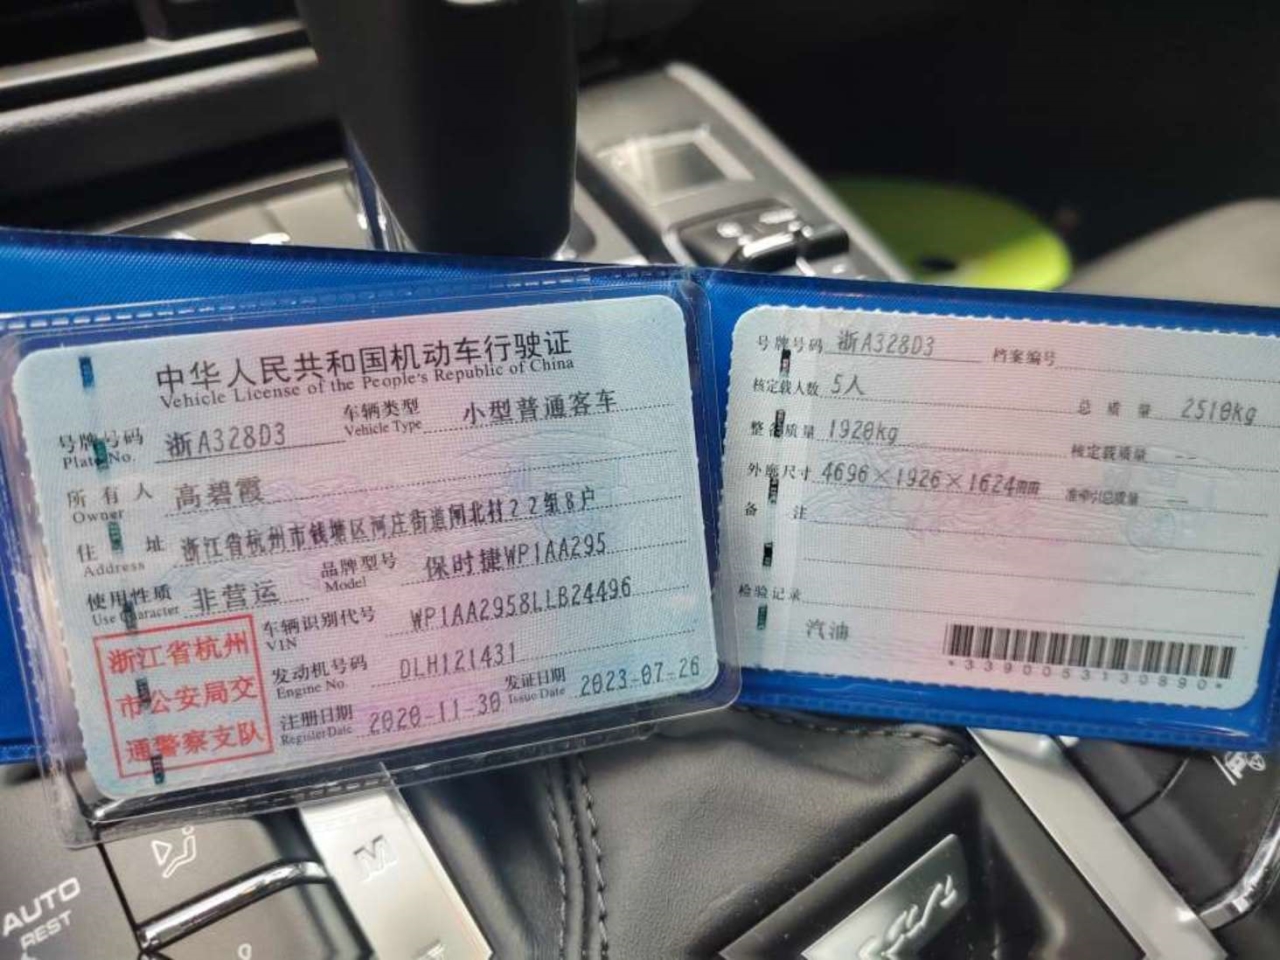 中华人民共和国机动车行驶证
Vehicle License of the People's Republic of China
号牌号码 浙A328D3 车辆类型 小型普通客车
Plate No. Vehicle Type
所有人 高碧霞
Owner
住址 浙江省杭州市钱塘区河庄街道闸北村22组8户
Address
使用性质 非营运 品牌型号 保时捷WP1AA295
Use Character Model
车辆识别代号 WP1AA2958LLB24496
VIN
发动机号码 DLH121431
Engine No.
注册日期 2020-11-30 发证日期 2023-07-26
Register Date Issue Date
浙江省杭州
市公安局交
通警察支队
号牌号码 浙A328D3 档案编号
核定载人数 5人 总质量 2510kg
整备质量 1920kg 核定载质量 --
外廓尺寸 4696×1926×1624mm 准牵引总质量 --
备注
检验记录
汽油
*3390053130890*
AUTO
REST
M